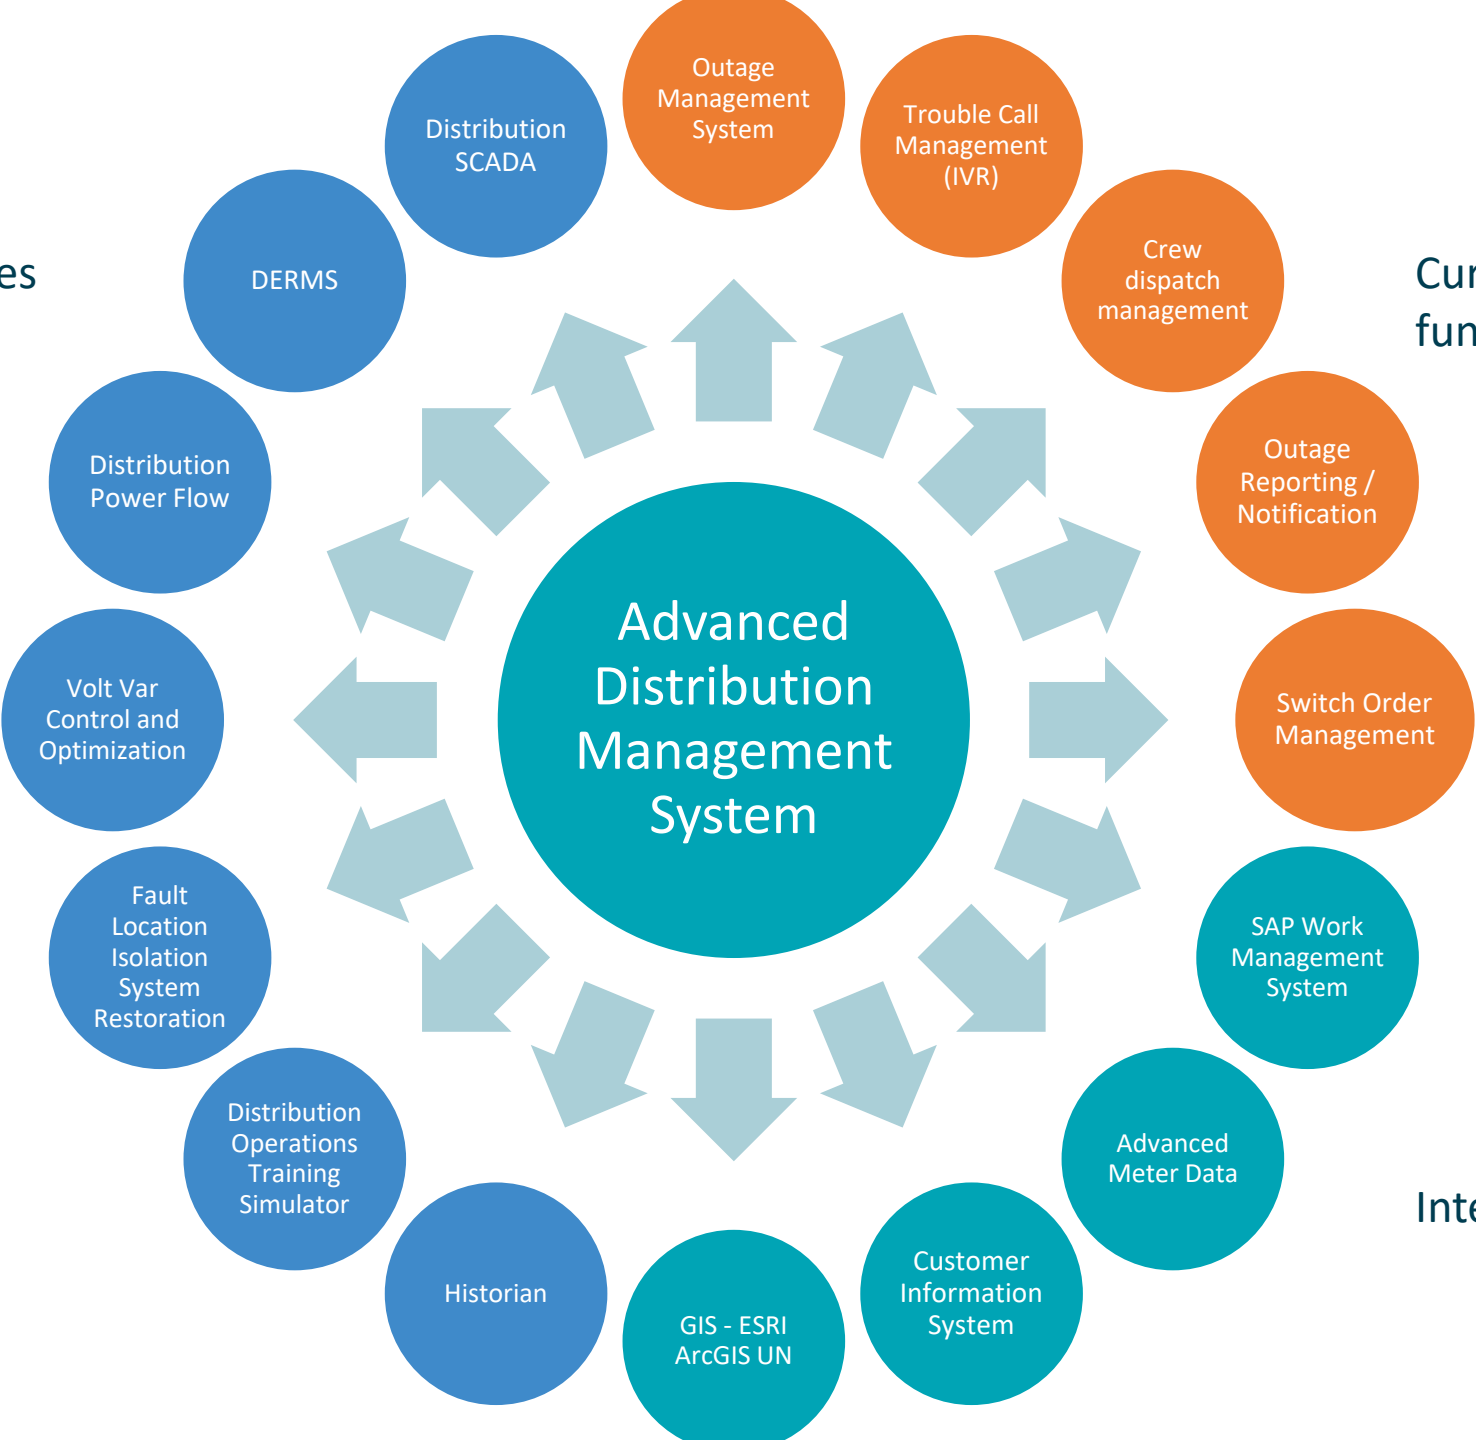 Outage
Management
System
Trouble Call
Management
(IVR)
Crew
dispatch
management
Outage
Reporting /
Notification
Switch Order
Management
SAP Work
Management
System
Advanced
Meter Data
Customer
Information
System
GIS - ESRI
ArcGIS UN
Historian
Distribution
Operations
Training
Simulator
Fault
Location
Isolation
System
Restoration
Volt Var
Control and
Optimization
Distribution
Power Flow
DERMS
Distribution
SCADA
Advanced
Distribution
Management
System